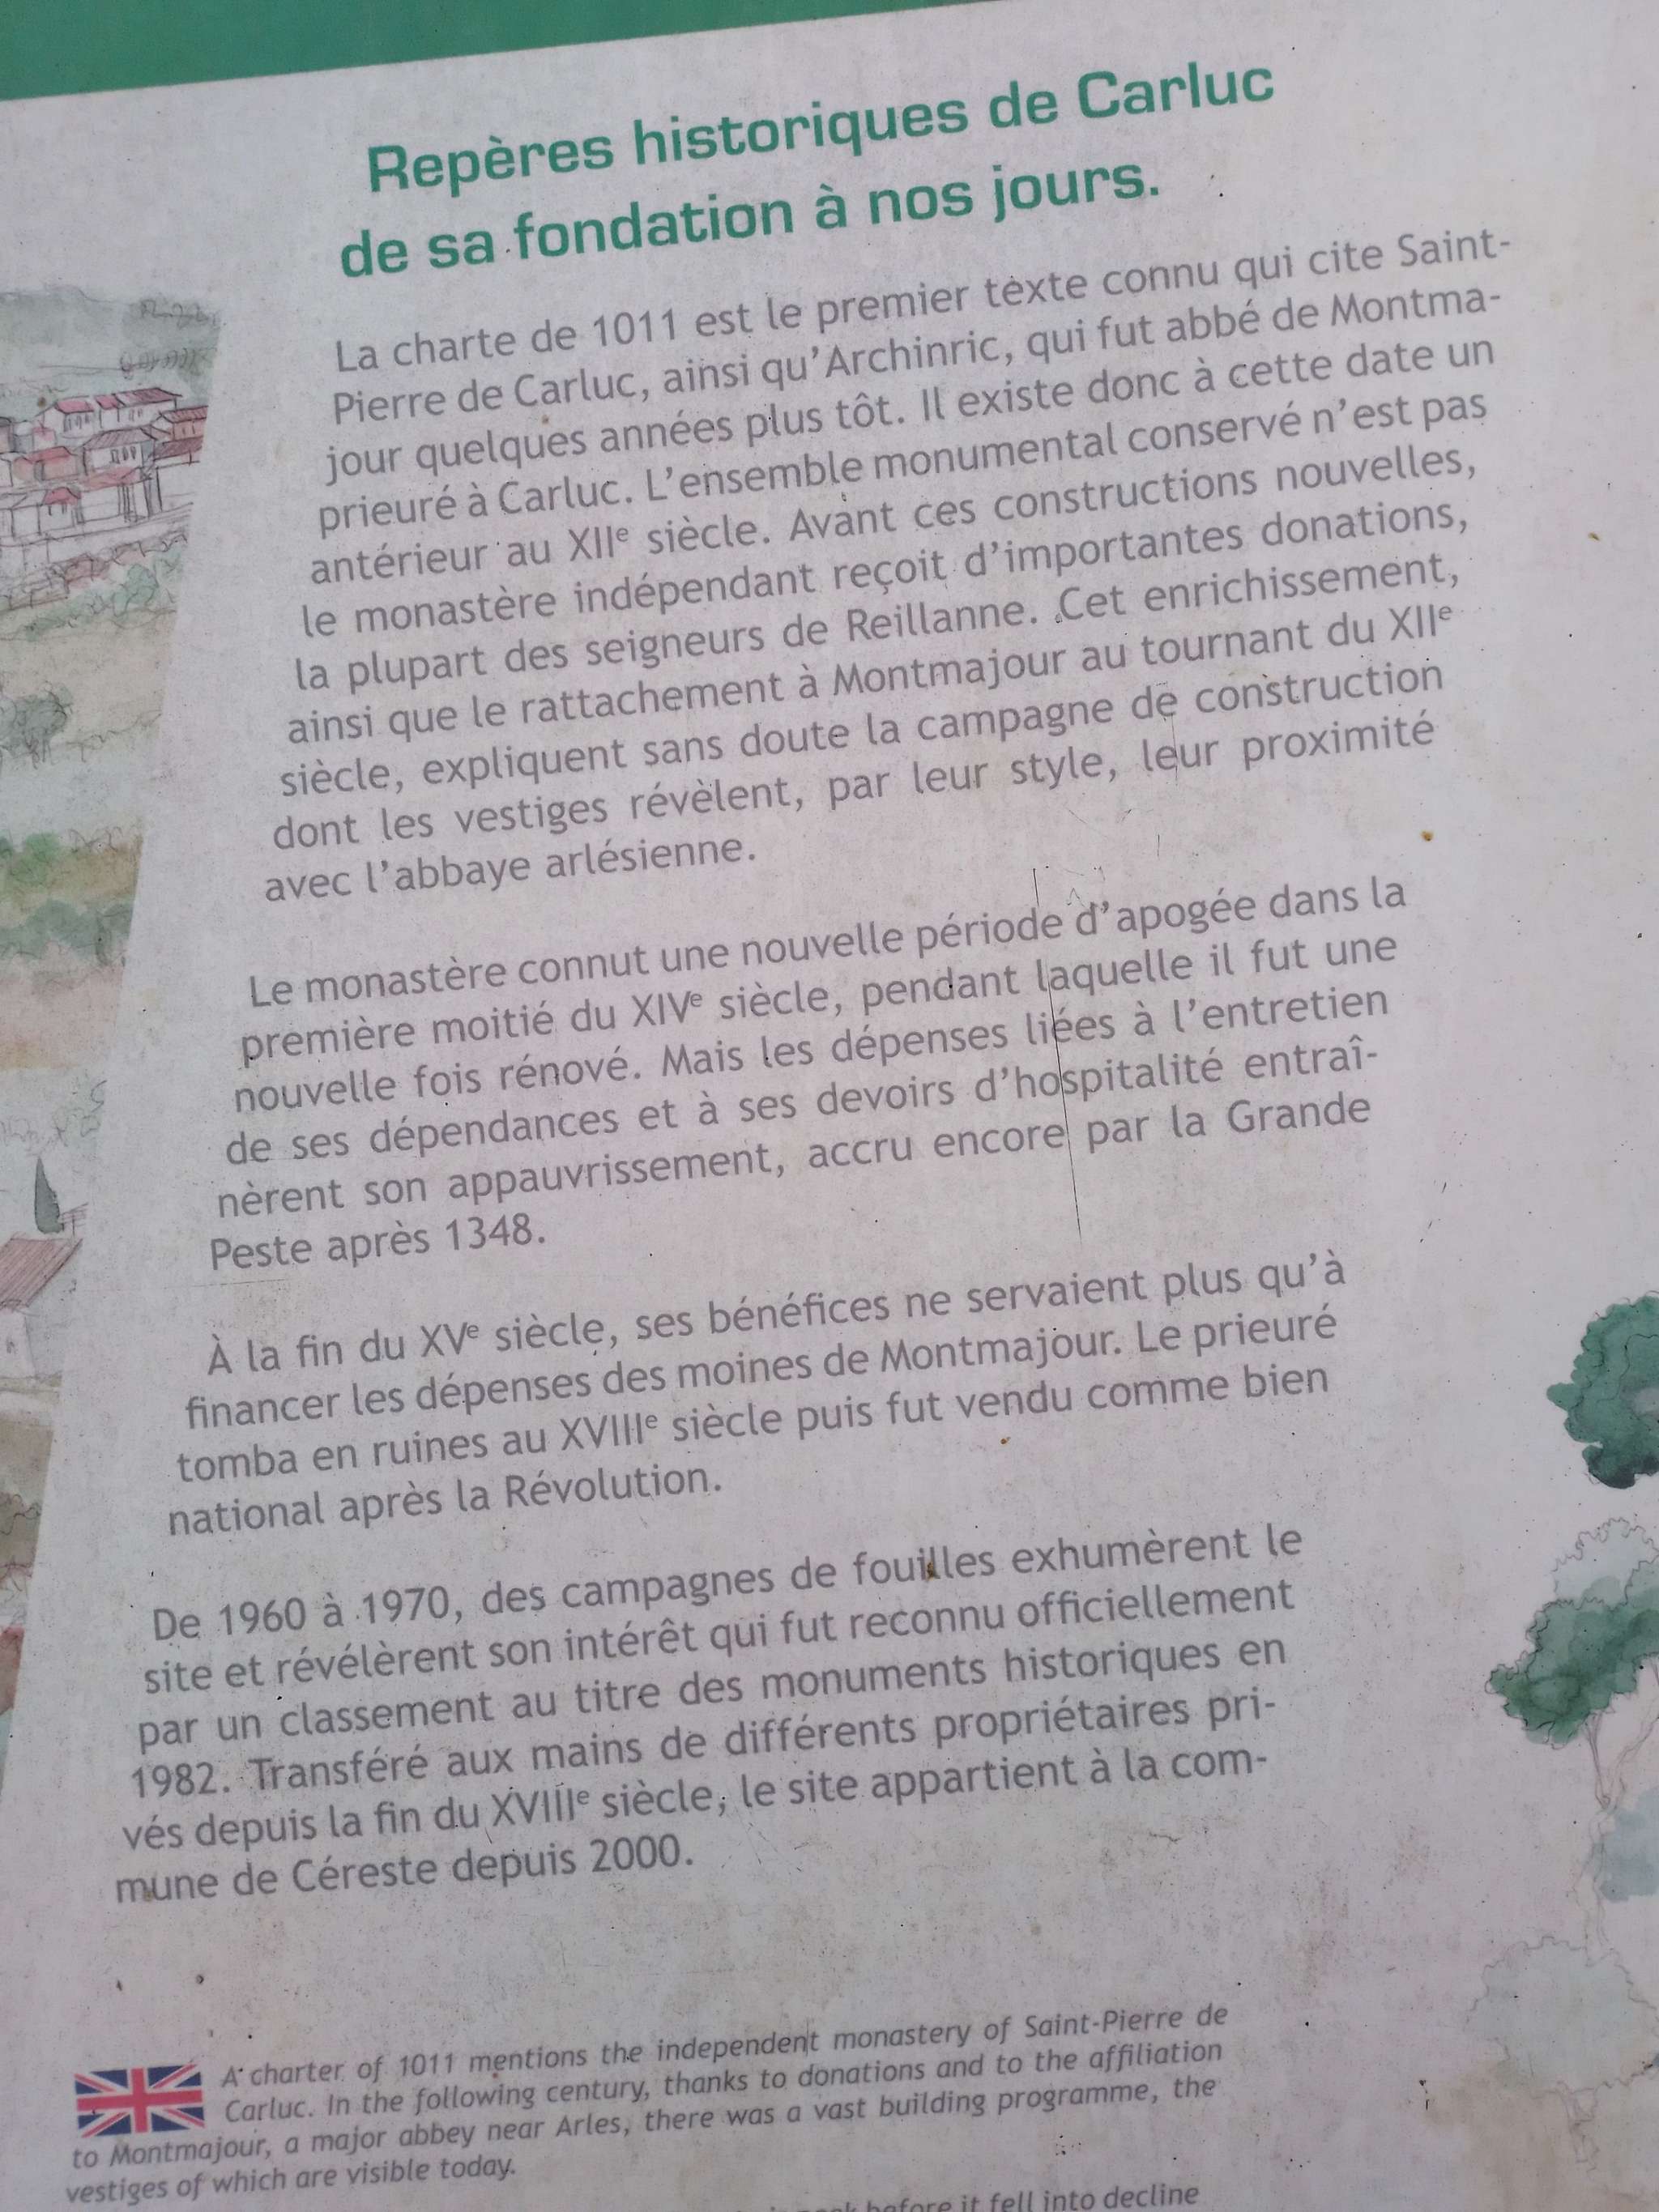 Repères historiques de Carluc
de sa fondation à nos jours.
La charte de 1011 est le premier texte connu qui cite Saint-
Pierre de Carluc, ainsi qu'Archinric, qui fut abbé de Montma-
jour quelques années plus tôt. Il existe donc à cette date un
prieuré à Carluc. L'ensemble monumental conservé n'est pas
antérieur au XIIe siècle. Avant ces constructions nouvelles,
le monastère indépendant reçoit d'importantes donations,
la plupart des seigneurs de Reillanne. Cet enrichissement,
ainsi que le rattachement à Montmajour au tournant du XIIe
siècle, expliquent sans doute la campagne de construction
dont les vestiges révèlent, par leur style, leur proximité
avec l'abbaye arlésienne.
Le monastère connut une nouvelle période d'apogée dans la
première moitié du XIVe siècle, pendant laquelle il fut une
nouvelle fois rénové. Mais les dépenses liées à l'entretien
de ses dépendances et à ses devoirs d'hospitalité entraî-
nèrent son appauvrissement, accru encore par la Grande
Peste après 1348.
À la fin du XVe siècle, ses bénéfices ne servaient plus qu'à
financer les dépenses des moines de Montmajour. Le prieuré
tomba en ruines au XVIIIe siècle puis fut vendu comme bien
national après la Révolution.
De 1960 à 1970, des campagnes de fouilles exhumèrent le
site et révélèrent son intérêt qui fut reconnu officiellement
par un classement au titre des monuments historiques en
1982. Transféré aux mains de différents propriétaires pri-
vés depuis la fin du XVIIIe siècle, le site appartient à la com-
mune de Céreste depuis 2000.
A charter of 1011 mentions the independent monastery of Saint-Pierre de
Carluc. In the following century, thanks to donations and to the affiliation
to Montmajour, a major abbey near Arles, there was a vast building programme, the
vestiges of which are visible today.
before it fell into decline